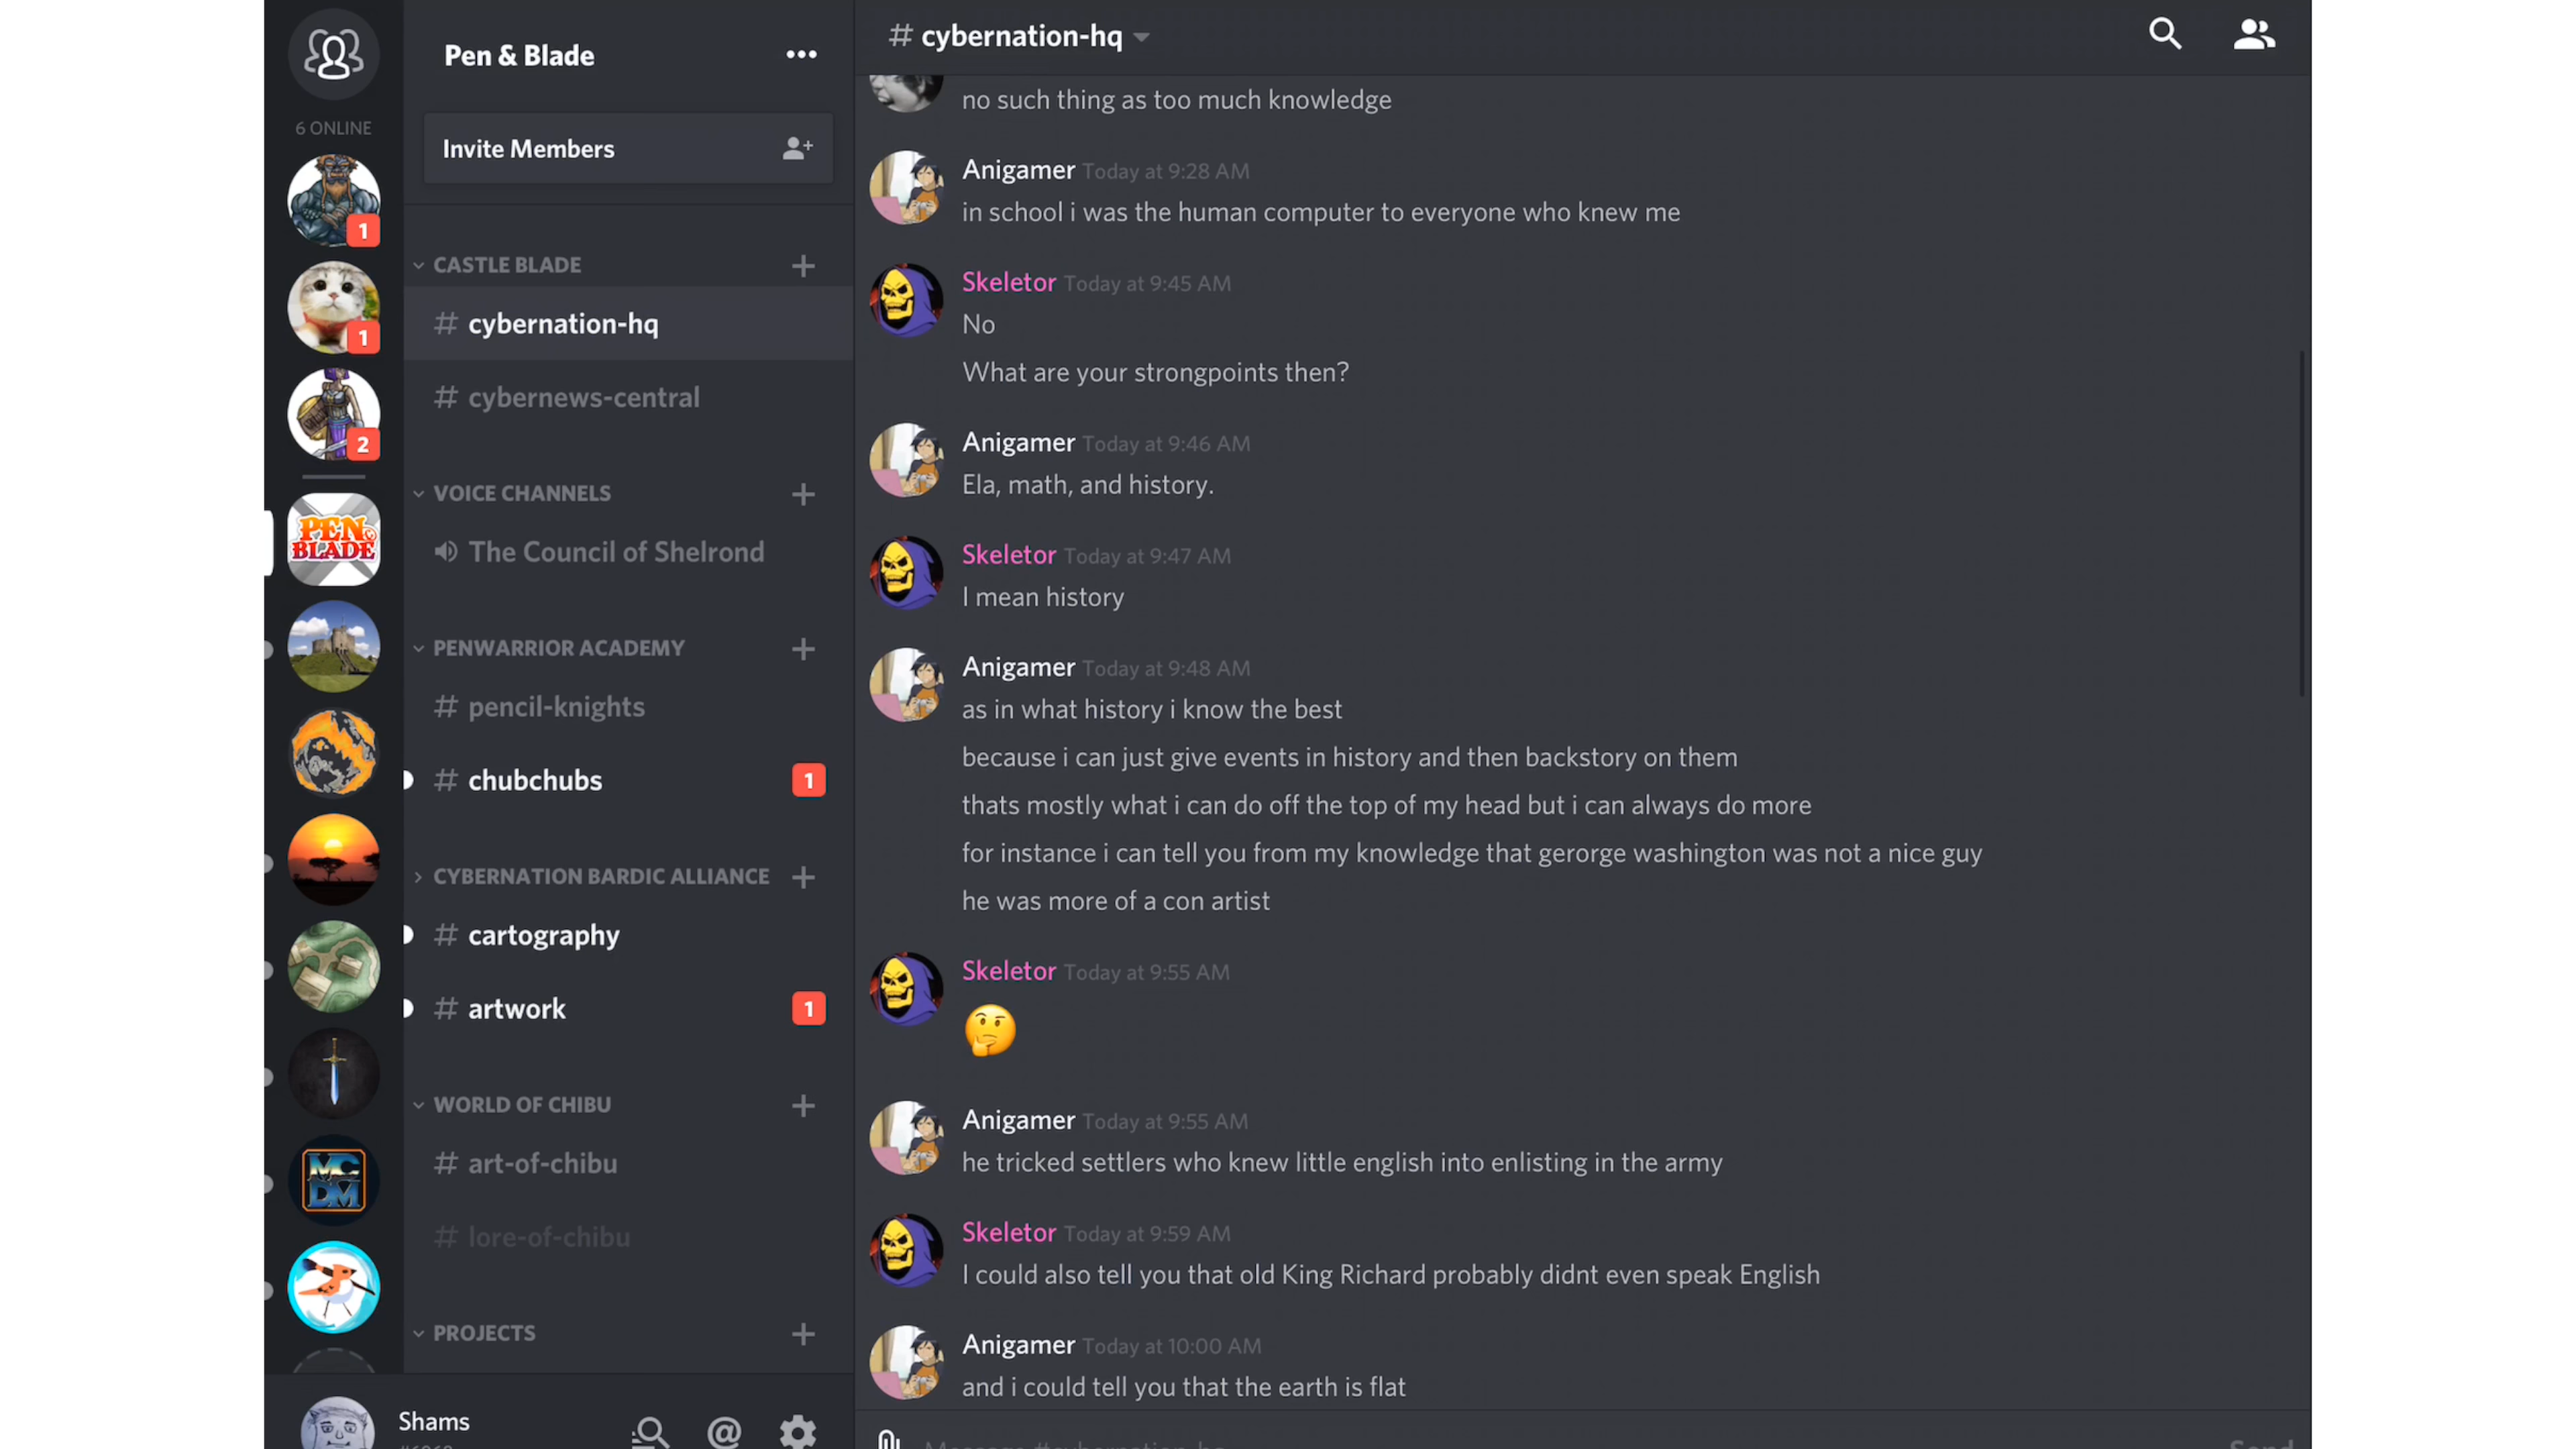 6 ONLINE
1
1
2
PEN &
BLADE
MC
DM
Pen & Blade
Invite Members
CASTLE BLADE
# cybernation-hq
# cybernews-central
VOICE CHANNELS
The Council of Shelrond
PENWARRIOR ACADEMY
# pencil-knights
# chubchubs 1
CYBERNATION BARDIC ALLIANCE
# cartography
# artwork 1
WORLD OF CHIBU
# art-of-chibu
# lore-of-chibu
PROJECTS
Shams
# cybernation-hq
no such thing as too much knowledge
Anigamer Today at 9:28 AM
in school i was the human computer to everyone who knew me
Skeletor Today at 9:45 AM
No
What are your strongpoints then?
Anigamer Today at 9:46 AM
Ela, math, and history.
Skeletor Today at 9:47 AM
I mean history
Anigamer Today at 9:48 AM
as in what history i know the best
because i can just give events in history and then backstory on them
thats mostly what i can do off the top of my head but i can always do more
for instance i can tell you from my knowledge that gerorge washington was not a nice guy
he was more of a con artist
Skeletor Today at 9:55 AM
🤔
Anigamer Today at 9:55 AM
he tricked settlers who knew little english into enlisting in the army
Skeletor Today at 9:59 AM
I could also tell you that old King Richard probably didnt even speak English
Anigamer Today at 10:00 AM
and i could tell you that the earth is flat
Message #cybernation-hq
Send